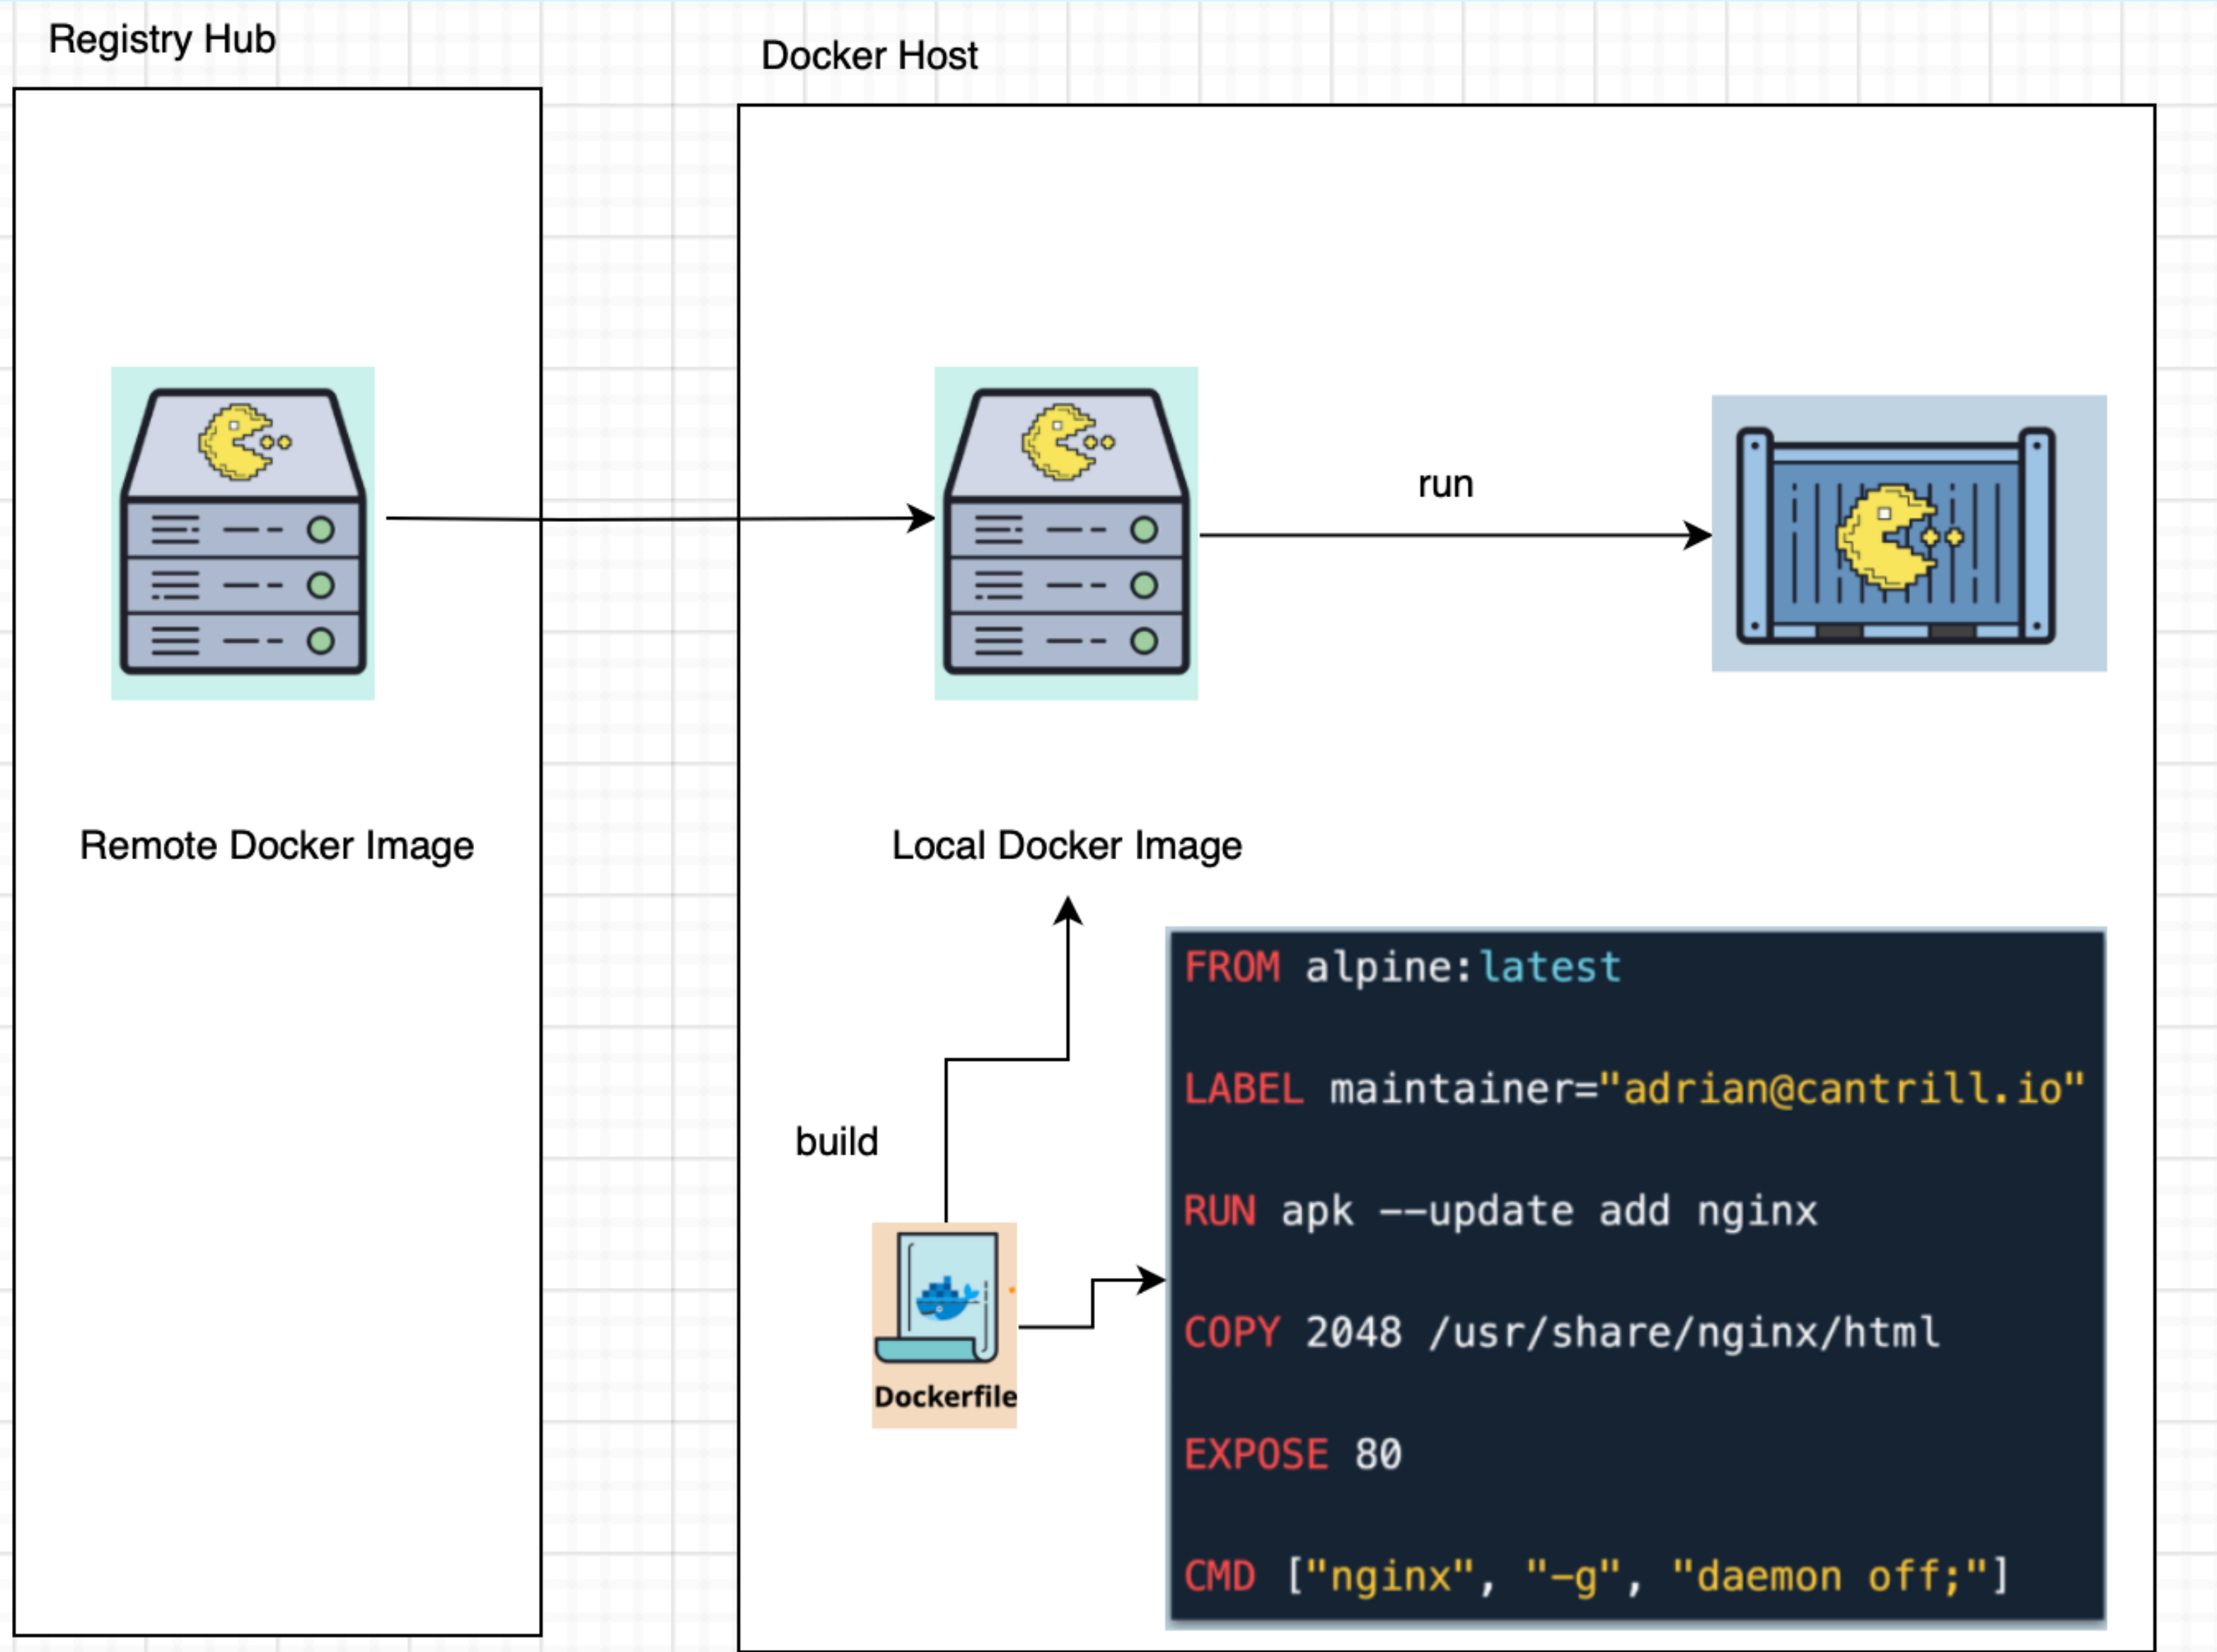 Registry Hub
Docker Host
run
Remote Docker Image
Local Docker Image
build
Dockerfile
FROM alpine:latest
LABEL maintainer="adrian@cantrill.io"
RUN apk --update add nginx
COPY 2048 /usr/share/nginx/html
EXPOSE 80
CMD ["nginx", "-g", "daemon off;"]